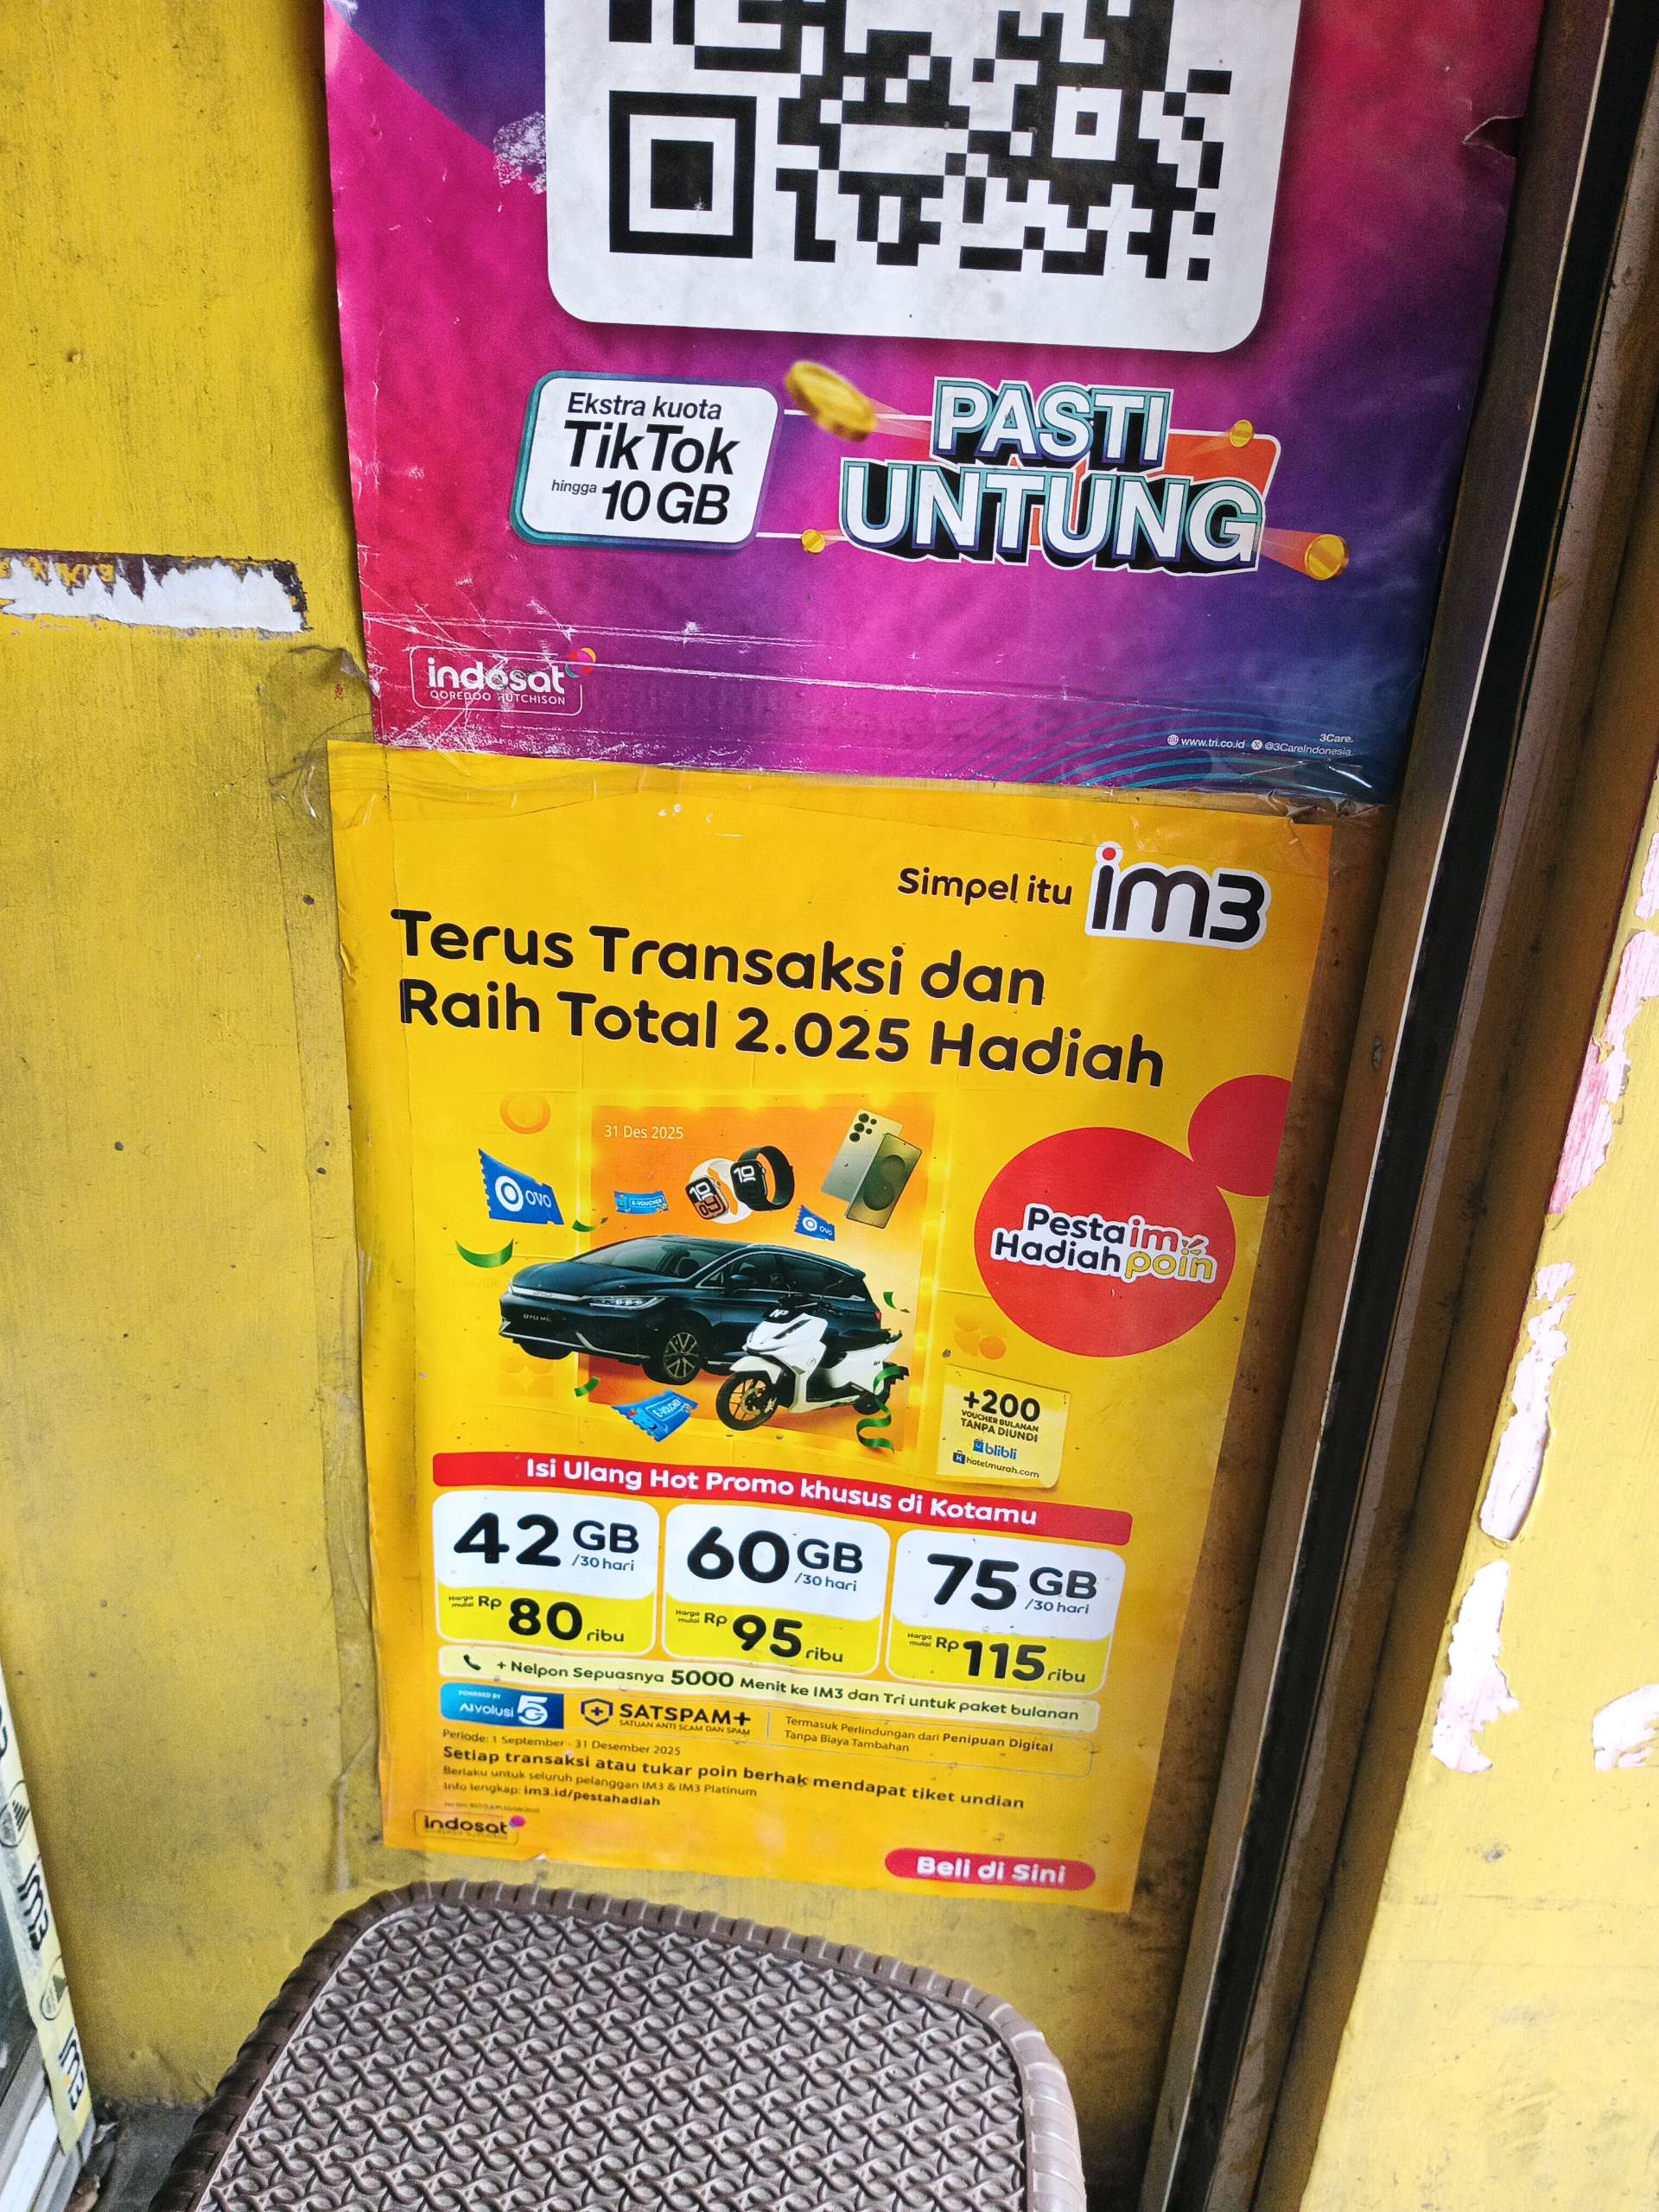 Ekstra kuota
TikTok
hingga 10 GB
PASTI
UNTUNG
indosat
OOREDOO HUTCHISON
3Care.
www.tri.co.id @3CareIndonesia.
Simpel itu im3
Terus Transaksi dan
Raih Total 2.025 Hadiah
31 Des 2025
OVO
E-VOUCHER
OVO
Pesta im
Hadiah poin
+200
VOUCHER BULANAN
TANPA DIUNDI
blibli
hotelmurah.com
Isi Ulang Hot Promo khusus di Kotamu
42 GB /30 hari
Harga mulai Rp 80 ribu
60 GB /30 hari
Harga mulai Rp 95 ribu
75 GB /30 hari
Harga mulai Rp 115 ribu
+ Nelpon Sepuasnya 5000 Menit ke IM3 dan Tri untuk paket bulanan
POWERED BY
AIvolusi 5G
SATSPAM+
SATUAN ANTI SCAM DAN SPAM
Termasuk Perlindungan dari Penipuan Digital
Tanpa Biaya Tambahan
Periode: 1 September - 31 Desember 2025
Setiap transaksi atau tukar poin berhak mendapat tiket undian
Berlaku untuk seluruh pelanggan IM3 & IM3 Platinum
Info lengkap: im3.id/pestahadiah
indosat
Beli di Sini
im3
im3